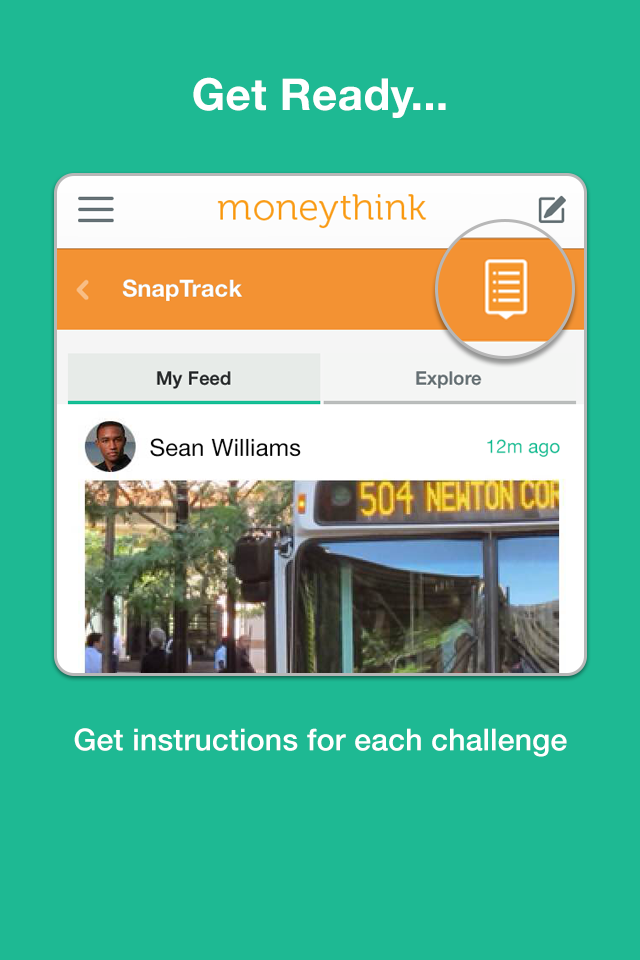 Get Ready...
moneythink
SnapTrack
My Feed
Explore
Sean Williams
12m ago
504 NEWTON COR
Get instructions for each challenge